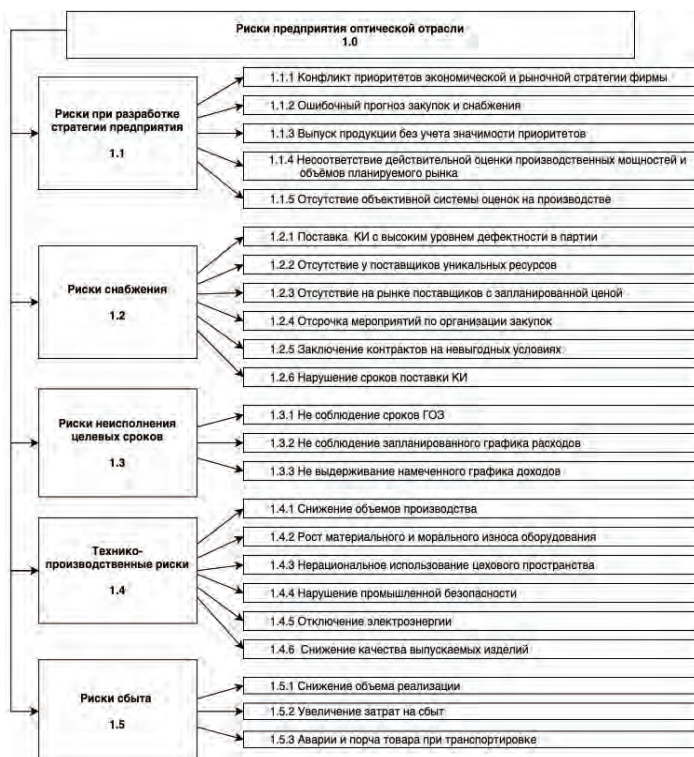 Риски предприятия оптической отрасли
1.0
Риски при разработке
стратегии предприятия
1.1
1.1.1 Конфликт приоритетов экономической и рыночной стратегии фирмы
1.1.2 Ошибочный прогноз закупок и снабжения
1.1.3 Выпуск продукции без учета значимости приоритетов
1.1.4 Несоответствие действительной оценки производственных мощностей и
объёмов планируемого рынка
1.1.5 Отсутствие объективной системы оценок на производстве
Риски снабжения
1.2
1.2.1 Поставка КИ с высоким уровнем дефектности в партии
1.2.2 Отсутствие у поставщиков уникальных ресурсов
1.2.3 Отсутствие на рынке поставщиков с запланированной ценой
1.2.4 Отсрочка мероприятий по организации закупок
1.2.5 Заключение контрактов на невыгодных условиях
1.2.6 Нарушение сроков поставки КИ
Риски неисполнения
целевых сроков
1.3
1.3.1 Не соблюдение сроков ГОЗ
1.3.2 Не соблюдение запланированного графика расходов
1.3.3 Не выдерживание намеченного графика доходов
Технико-
производственные риски
1.4
1.4.1 Снижение объемов производства
1.4.2 Рост материального и морального износа оборудования
1.4.3 Нерациональное использование цехового пространства
1.4.4 Нарушение промышленной безопасности
1.4.5 Отключение электроэнергии
1.4.6 Снижение качества выпускаемых изделий
Риски сбыта
1.5
1.5.1 Снижение объема реализации
1.5.2 Увеличение затрат на сбыт
1.5.3 Аварии и порча товара при транспортировке